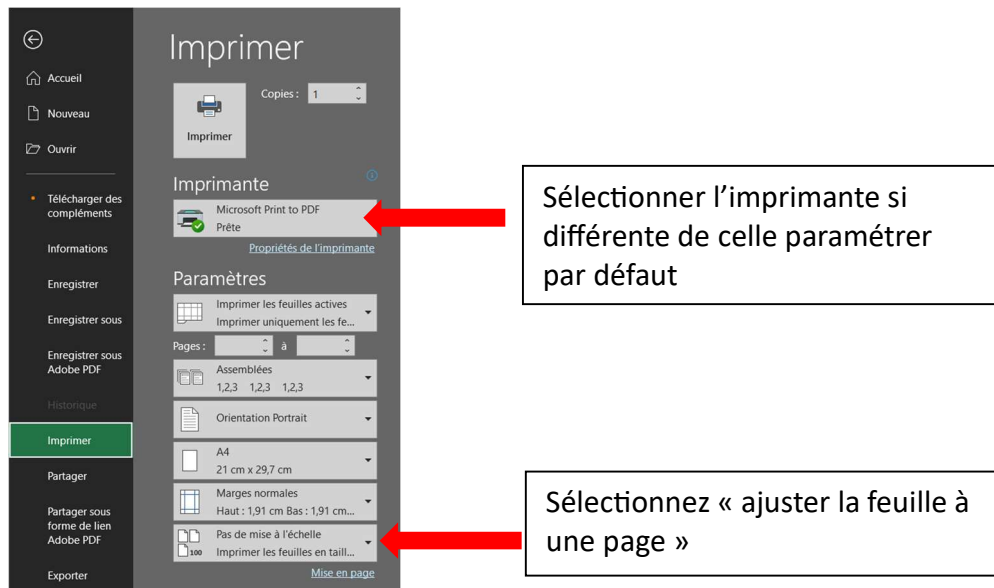 Imprimer
Accueil
Nouveau
Ouvrir
Télécharger des
compléments
Informations
Enregistrer
Enregistrer sous
Enregistrer sous
Adobe PDF
Historique
Imprimer
Partager
Partager sous
forme de lien
Adobe PDF
Exporter
Copies : 1
Imprimer
Imprimante
Microsoft Print to PDF
Prête
Propriétés de l'imprimante
Paramètres
Imprimer les feuilles actives
Imprimer uniquement les fe...
Pages : à
Assemblées
1,2,3 1,2,3 1,2,3
Orientation Portrait
A4
21 cm x 29,7 cm
Marges normales
Haut : 1,91 cm Bas : 1,91 cm...
Pas de mise à l'échelle
100 Imprimer les feuilles en taill...
Mise en page
Sélectionner l’imprimante si
différente de celle paramétrer
par défaut
Sélectionnez « ajuster la feuille à
une page »